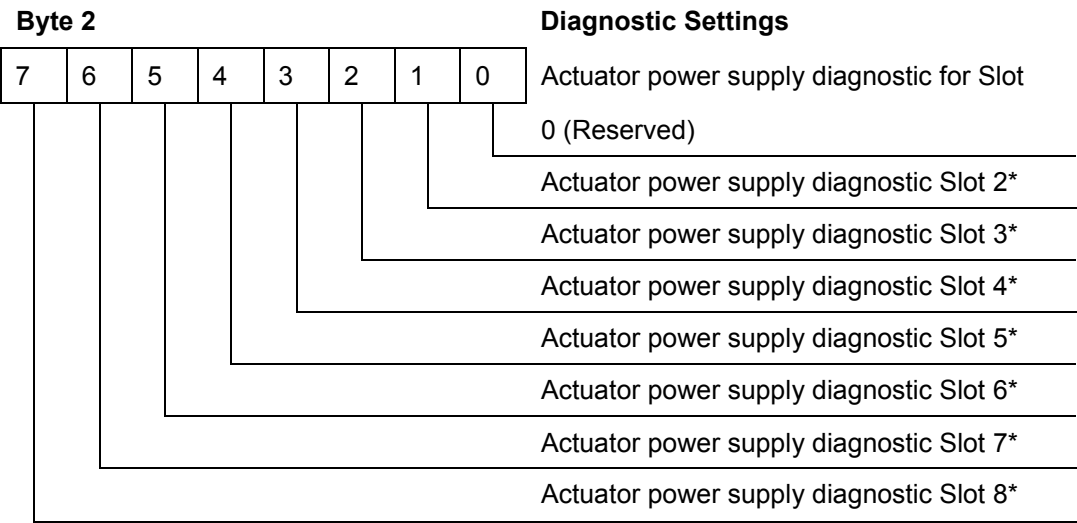 Byte 2 Diagnostic Settings
7 6 5 4 3 2 1 0 Actuator power supply diagnostic for Slot
0 (Reserved)
Actuator power supply diagnostic Slot 2*
Actuator power supply diagnostic Slot 3*
Actuator power supply diagnostic Slot 4*
Actuator power supply diagnostic Slot 5*
Actuator power supply diagnostic Slot 6*
Actuator power supply diagnostic Slot 7*
Actuator power supply diagnostic Slot 8*